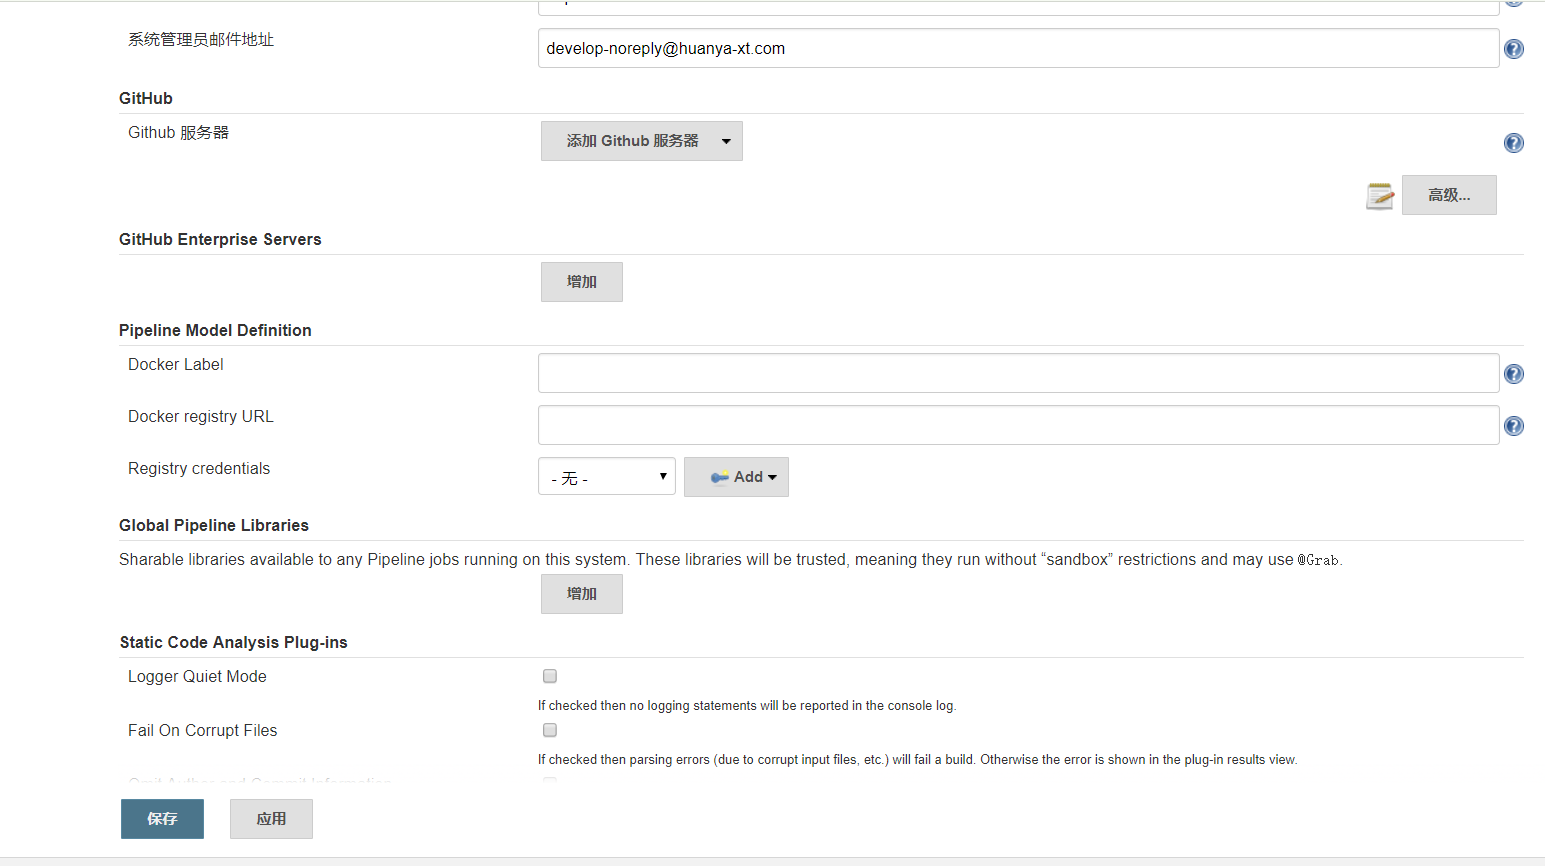 系统管理员邮件地址
develop-noreply@huanya-xt.com
GitHub
Github 服务器
添加 Github 服务器
高级...
GitHub Enterprise Servers
增加
Pipeline Model Definition
Docker Label
Docker registry URL
Registry credentials
- 无 -
Add
Global Pipeline Libraries
Sharable libraries available to any Pipeline jobs running on this system. These libraries will be trusted, meaning they run without “sandbox” restrictions and may use @Grab.
增加
Static Code Analysis Plug-ins
Logger Quiet Mode
If checked then no logging statements will be reported in the console log.
Fail On Corrupt Files
If checked then parsing errors (due to corrupt input files, etc.) will fail a build. Otherwise the error is shown in the plug-in results view.
Omit Author and Commit Information
保存
应用